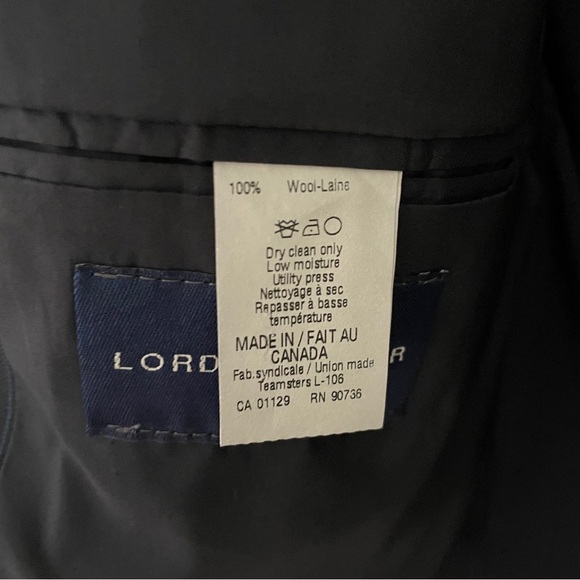 100% Wool-Laine
Dry clean only
Low moisture
Utility press
Nettoyage à sec
Repasser à basse
température
MADE IN / FAIT AU
CANADA
Fab.syndicale / Union made
Teamsters L-106
CA 01129 RN 90736
LORD R